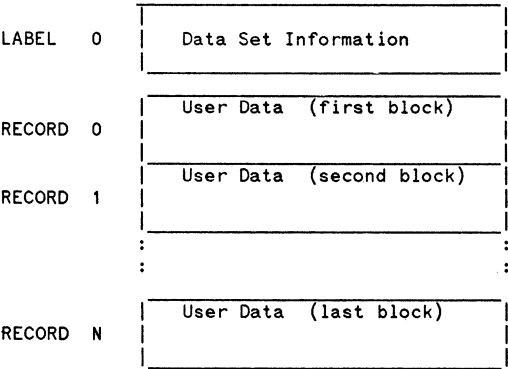 LABEL 0 Data Set Information
User Data (first block)
RECORD 0
User Data (second block)
RECORD 1
:
:
User Data (last block)
RECORD N